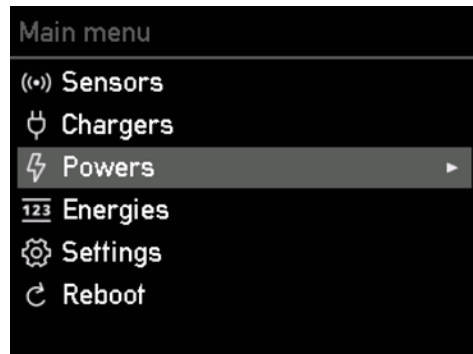 Main menu
Sensors
Chargers
Powers
123 Energies
Settings
Reboot